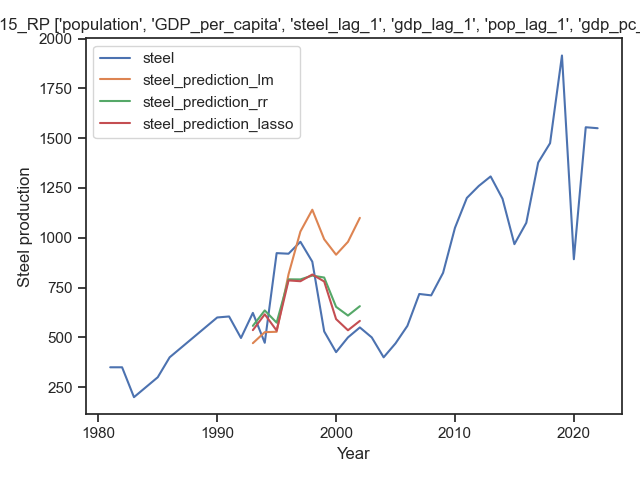 15_RP ['population', 'GDP_per_capita', 'steel_lag_1', 'gdp_lag_1', 'pop_lag_1', 'gdp_pc_
2000
1750
1500
1250
1000
750
500
250
Steel production
steel
steel_prediction_lm
steel_prediction_rr
steel_prediction_lasso
1980
1990
2000
2010
2020
Year